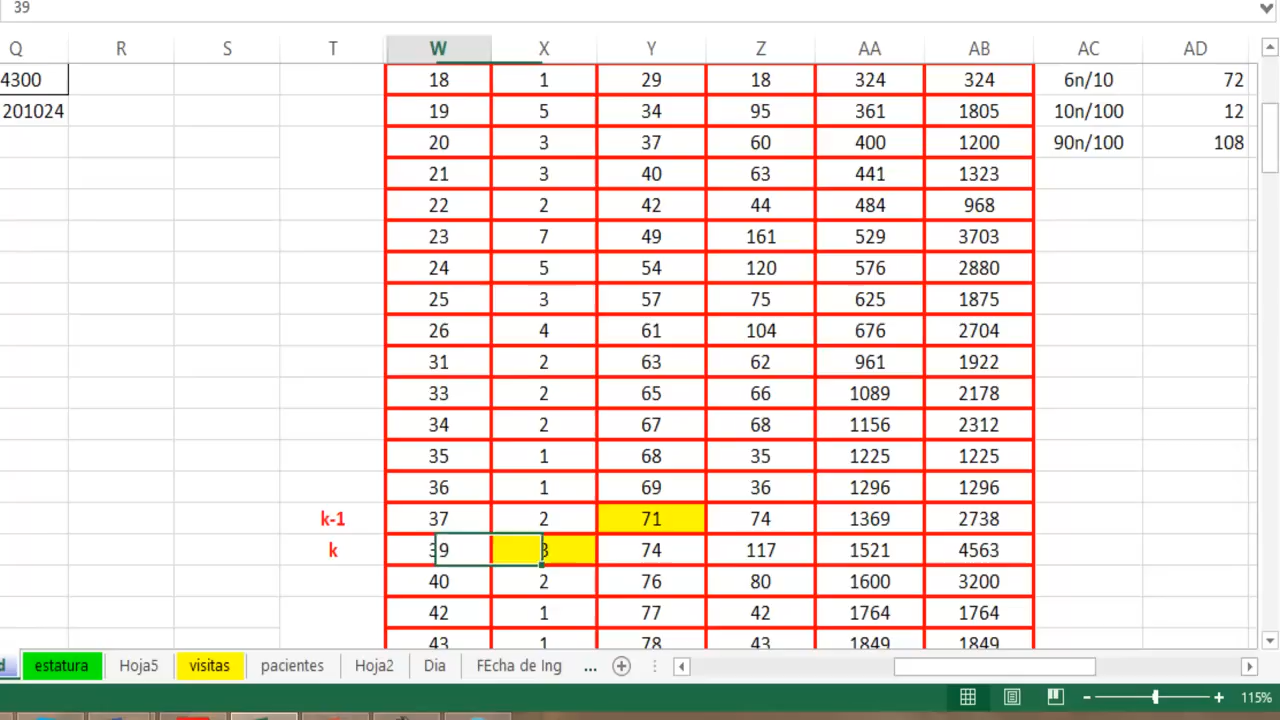 39
Q R S T W X Y Z AA AB AC AD
4300 18 1 29 18 324 324 6n/10 72
201024 19 5 34 95 361 1805 10n/100 12
20 3 37 60 400 1200 90n/100 108
21 3 40 63 441 1323
22 2 42 44 484 968
23 7 49 161 529 3703
24 5 54 120 576 2880
25 3 57 75 625 1875
26 4 61 104 676 2704
31 2 63 62 961 1922
33 2 65 66 1089 2178
34 2 67 68 1156 2312
35 1 68 35 1225 1225
36 1 69 36 1296 1296
k-1 37 2 71 74 1369 2738
k 39 3 74 117 1521 4563
40 2 76 80 1600 3200
42 1 77 42 1764 1764
43 1 78 43 1849 1849
d estatura Hoja5 visitas pacientes Hoja2 Dia FEcha de Ing ...
115%